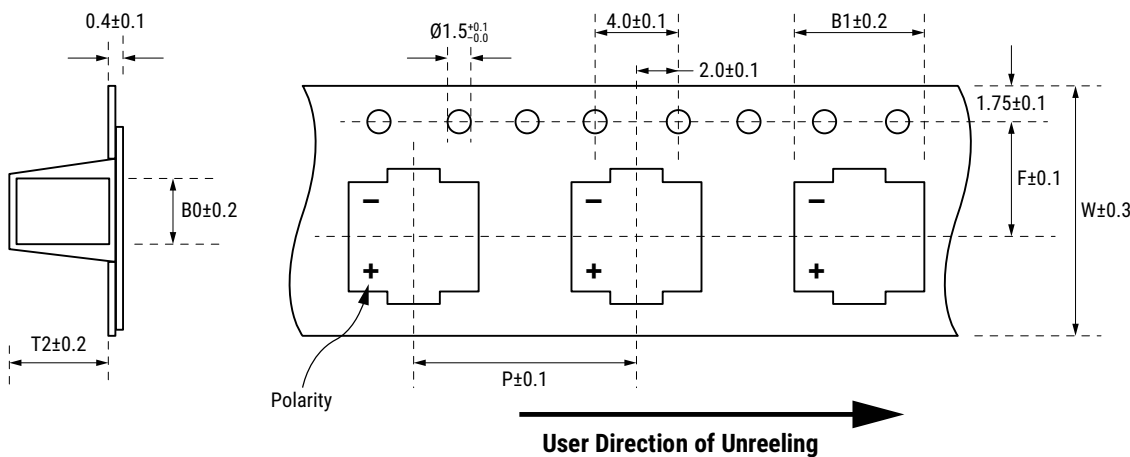 0.4±0.1
Ø1.5+0.1
−0.0
4.0±0.1
B1±0.2
2.0±0.1
1.75±0.1
B0±0.2
F±0.1
W±0.3
−
−
−
+
+
+
T2±0.2
P±0.1
Polarity
User Direction of Unreeling